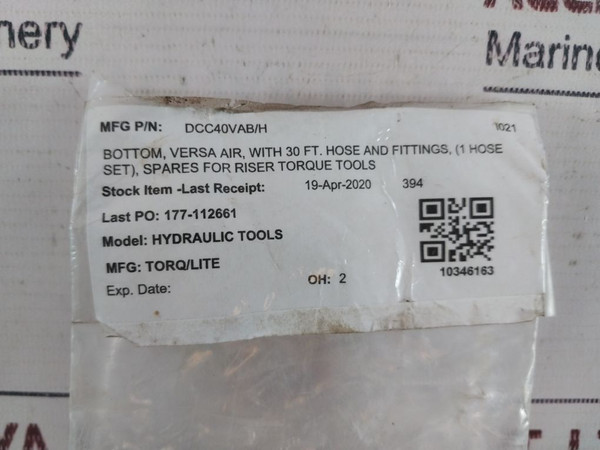 nery
Marin
MFG P/N: DCC40VAB/H
1021
BOTTOM, VERSA AIR, WITH 30 FT. HOSE AND FITTINGS, (1 HOSE
SET), SPARES FOR RISER TORQUE TOOLS
Stock Item -Last Receipt: 19-Apr-2020 394
Last PO: 177-112661
Model: HYDRAULIC TOOLS
MFG: TORQ/LITE
10346163
Exp. Date: OH: 2